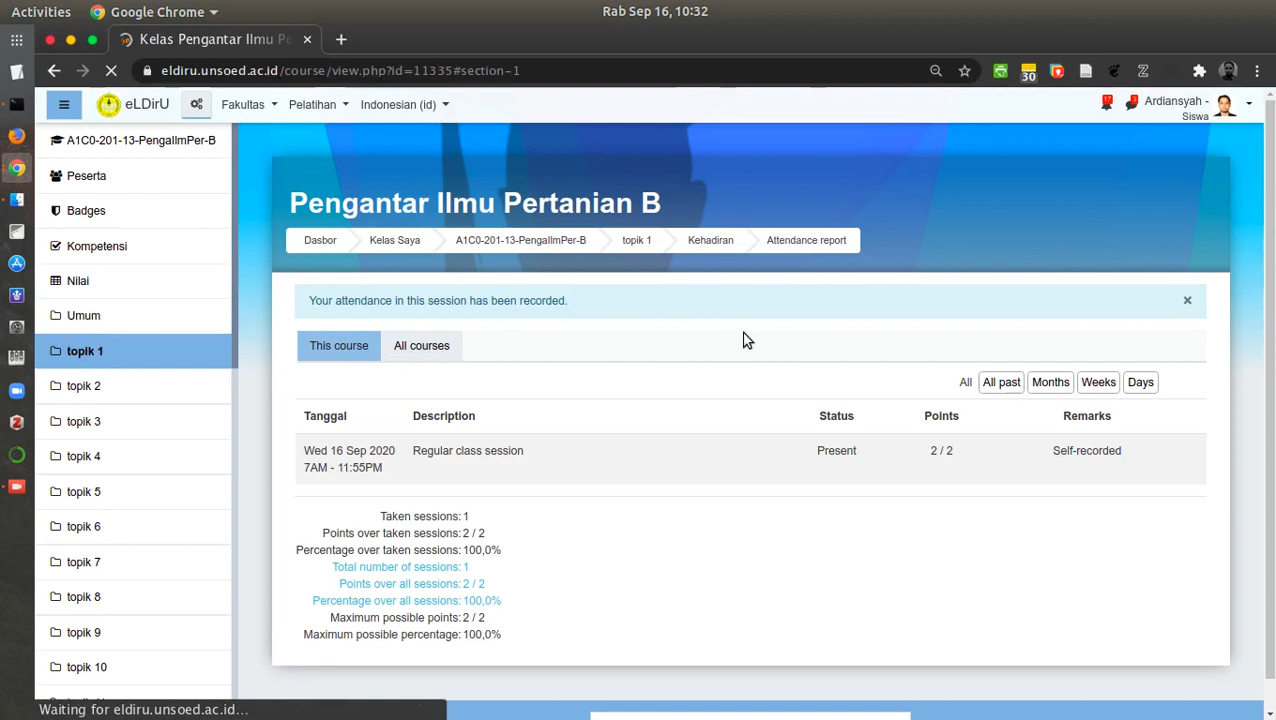 Activities Google Chrome Rab Sep 16, 10:32
Kelas Pengantar Ilmu Pe
eldiru.unsoed.ac.id/course/view.php?id=11335#section-1
30
eLDirU Fakultas Pelatihan Indonesian (id) Ardiansyah -
Siswa
A1C0-201-13-PengaIlmPer-B
Peserta
Badges
Kompetensi
Nilai
Umum
topik 1
topik 2
topik 3
topik 4
topik 5
topik 6
topik 7
topik 8
topik 9
topik 10
Pengantar Ilmu Pertanian B
Dasbor Kelas Saya A1C0-201-13-PengaIlmPer-B topik 1 Kehadiran Attendance report
Your attendance in this session has been recorded. ×
This course All courses
All All past Months Weeks Days
Tanggal Description Status Points Remarks
Wed 16 Sep 2020 Regular class session Present 2 / 2 Self-recorded
7AM - 11:55PM
Taken sessions: 1
Points over taken sessions: 2 / 2
Percentage over taken sessions: 100,0%
Total number of sessions: 1
Points over all sessions: 2 / 2
Percentage over all sessions: 100,0%
Maximum possible points: 2 / 2
Maximum possible percentage: 100,0%
Waiting for eldiru.unsoed.ac.id...